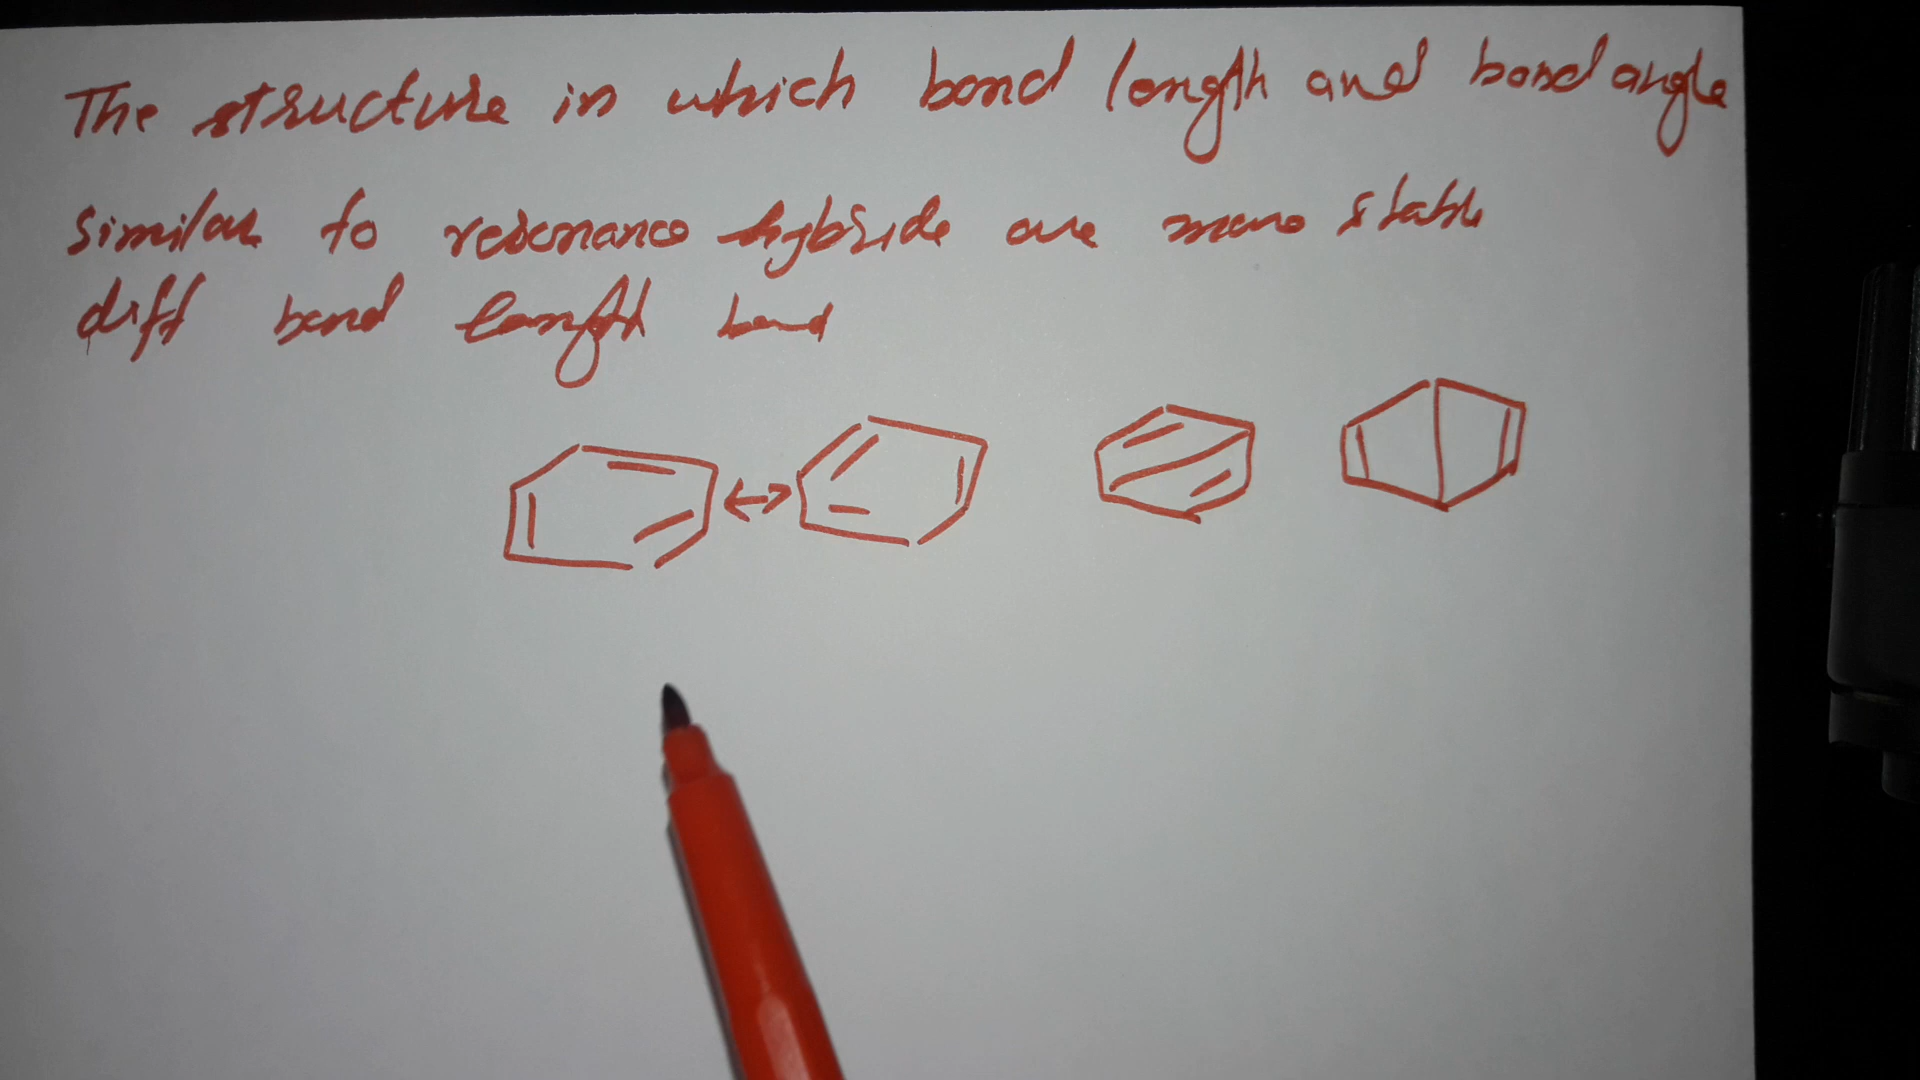 The structure in which bond length and bond angle
similar to resonance hybride are more stable
diff bond length bond